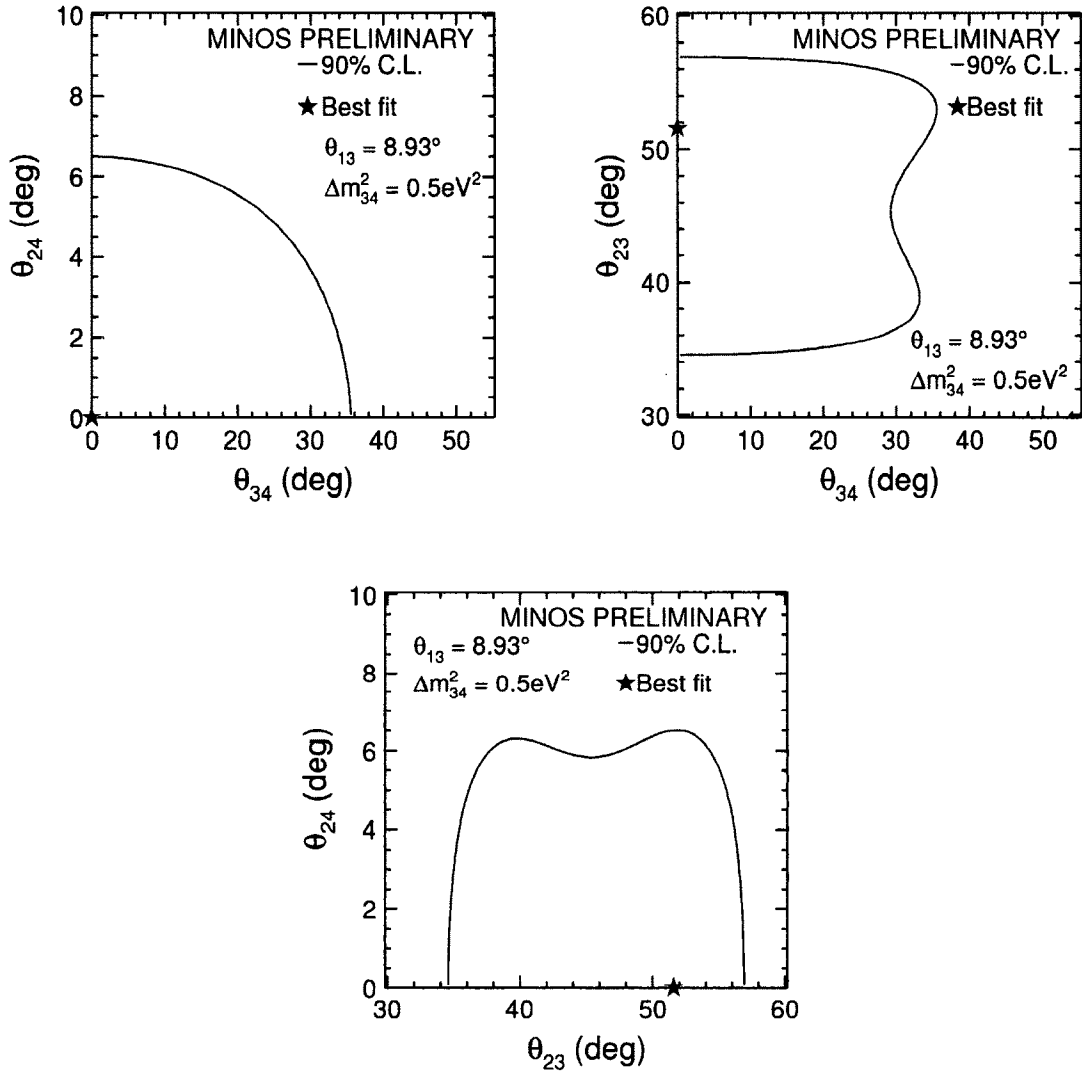 MINOS PRELIMINARY
–90% C.L.
★Best fit
θ13 = 8.93°
Δm²34 = 0.5eV²
10
8
6
4
2
0
θ24 (deg)
0 10 20 30 40 50
θ34 (deg)
MINOS PRELIMINARY
–90% C.L.
★Best fit
θ13 = 8.93°
Δm²34 = 0.5eV²
60
50
40
30
θ23 (deg)
0 10 20 30 40 50
θ34 (deg)
MINOS PRELIMINARY
θ13 = 8.93° –90% C.L.
Δm²34 = 0.5eV² ★Best fit
10
8
6
4
2
0
θ24 (deg)
30 40 50 60
θ23 (deg)